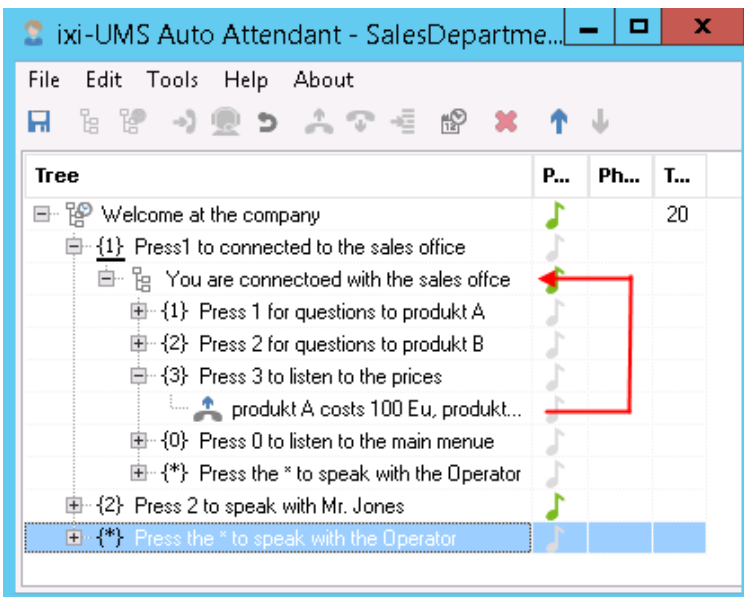 ixi-UMS Auto Attendant - SalesDepartme...
File Edit Tools Help About
12
Tree P... Ph... T...
Welcome at the company 20
{1} Press1 to connected to the sales office
You are connectoed with the sales offce
{1} Press 1 for questions to produkt A
{2} Press 2 for questions to produkt B
{3} Press 3 to listen to the prices
produkt A costs 100 Eu, produkt...
{0} Press 0 to listen to the main menue
{*} Press the * to speak with the Operator
{2} Press 2 to speak with Mr. Jones
{*} Press the * to speak with the Operator